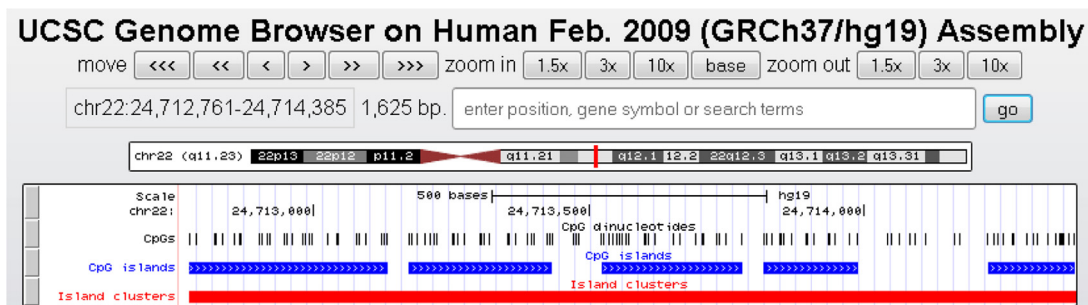 UCSC Genome Browser on Human Feb. 2009 (GRCh37/hg19) Assembly
move <<< << < > >> >>> zoom in 1.5x 3x 10x base zoom out 1.5x 3x 10x
chr22:24,712,761-24,714,385 1,625 bp. enter position, gene symbol or search terms go
chr22 (q11.23) 22p13 22p12 p11.2 q11.21 q12.1 12.2 22q12.3 q13.1 q13.2 q13.31
Scale 500 bases hg19
chr22: 24,713,000 24,713,500 24,714,000
CpG dinucleotides
CpGs
CpG islands
CpG islands
Island clusters
Island clusters